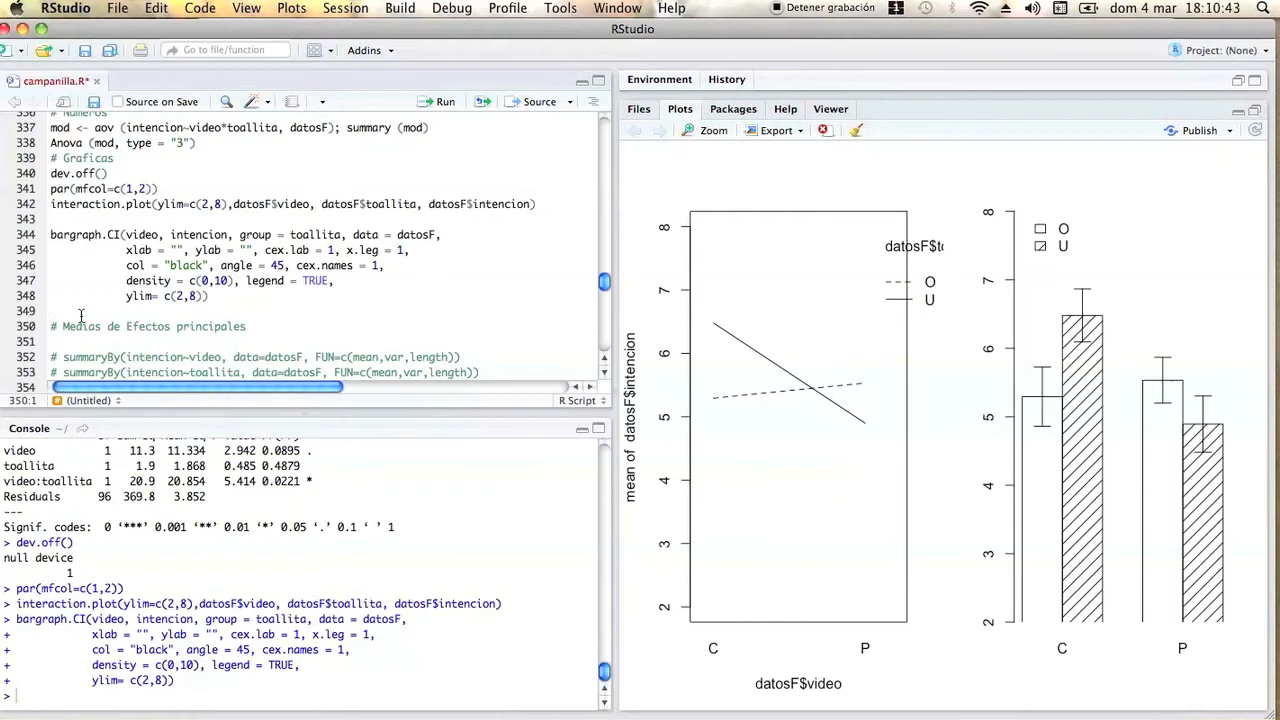 RStudio File Edit Code View Plots Session Build Debug Profile Tools Window Help Detener grabación dom 4 mar 18:10:43
RStudio
Go to file/function Addins Project: (None)
campanilla.R* ×
Source on Save Run Source
336 # Numeros
337 mod <- aov (intencion~video*toallita, datosF); summary (mod)
338 Anova (mod, type = "3")
339 # Graficas
340 dev.off()
341 par(mfcol=c(1,2))
342 interaction.plot(ylim=c(2,8),datosF$video, datosF$toallita, datosF$intencion)
343
344 bargraph.CI(video, intencion, group = toallita, data = datosF,
345 xlab = "", ylab = "", cex.lab = 1, x.leg = 1,
346 col = "black", angle = 45, cex.names = 1,
347 density = c(0,10), legend = TRUE,
348 ylim= c(2,8))
349
350 # Medias de Efectos principales
351
352 # summaryBy(intencion~video, data=datosF, FUN=c(mean,var,length))
353 # summaryBy(intencion~toallita, data=datosF, FUN=c(mean,var,length))
354
350:1 (Untitled) R Script
Console ~/
video 1 11.3 11.334 2.942 0.0895 .
toallita 1 1.9 1.868 0.485 0.4879
video:toallita 1 20.9 20.854 5.414 0.0221 *
Residuals 96 369.8 3.852
---
Signif. codes: 0 ‘***’ 0.001 ‘**’ 0.01 ‘*’ 0.05 ‘.’ 0.1 ‘ ’ 1
> dev.off()
null device
1
> par(mfcol=c(1,2))
> interaction.plot(ylim=c(2,8),datosF$video, datosF$toallita, datosF$intencion)
> bargraph.CI(video, intencion, group = toallita, data = datosF,
+ xlab = "", ylab = "", cex.lab = 1, x.leg = 1,
+ col = "black", angle = 45, cex.names = 1,
+ density = c(0,10), legend = TRUE,
+ ylim= c(2,8))
>
Environment History
Files Plots Packages Help Viewer
Zoom Export Publish
mean of datosF$intencion
8
7
6
5
4
3
2
datosF$t
O
U
C P
datosF$video
8
7
6
5
4
3
2
O
U
C P